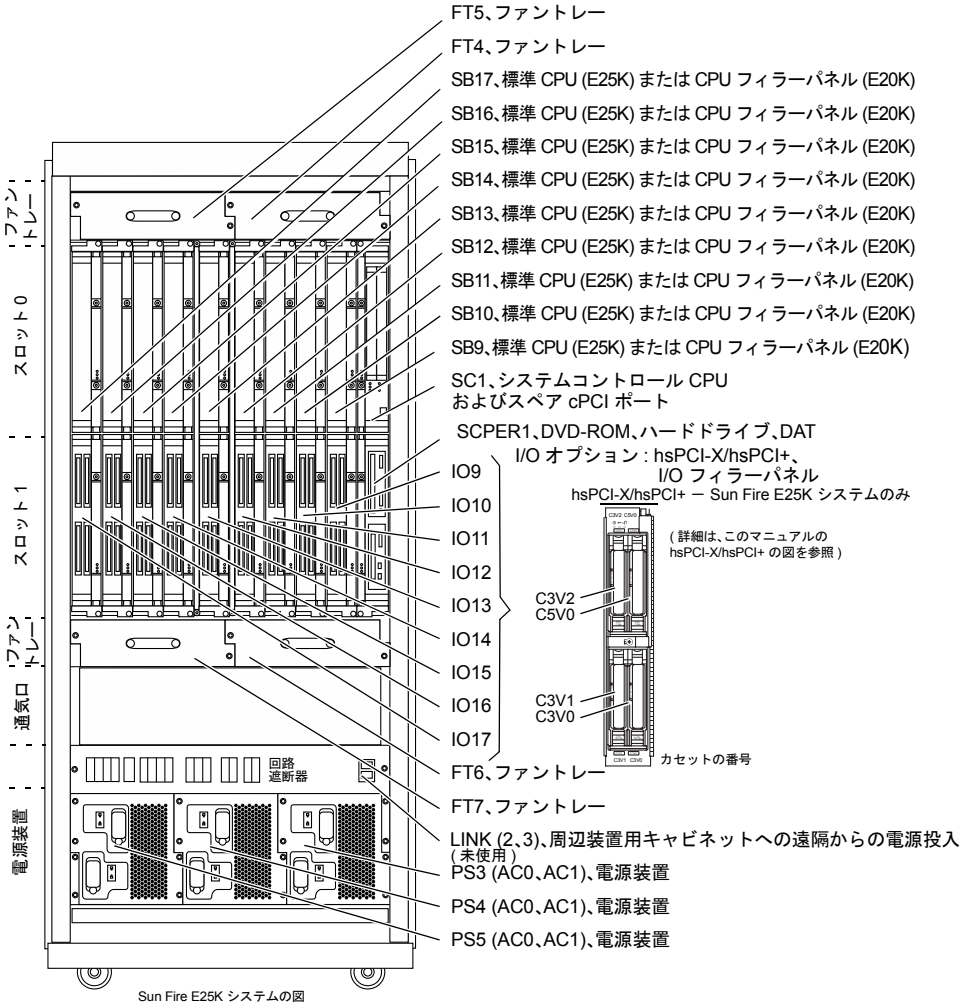 FT5、ファントレー
FT4、ファントレー
SB17、標準 CPU (E25K) または CPU フィラーパネル (E20K)
SB16、標準 CPU (E25K) または CPU フィラーパネル (E20K)
SB15、標準 CPU (E25K) または CPU フィラーパネル (E20K)
SB14、標準 CPU (E25K) または CPU フィラーパネル (E20K)
SB13、標準 CPU (E25K) または CPU フィラーパネル (E20K)
SB12、標準 CPU (E25K) または CPU フィラーパネル (E20K)
SB11、標準 CPU (E25K) または CPU フィラーパネル (E20K)
SB10、標準 CPU (E25K) または CPU フィラーパネル (E20K)
SB9、標準 CPU (E25K) または CPU フィラーパネル (E20K)
SC1、システムコントロール CPU
およびスペア cPCI ポート
SCPER1、DVD-ROM、ハードドライブ、DAT
I/O オプション : hsPCI-X/hsPCI+、
I/O フィラーパネル
hsPCI-X/hsPCI+ － Sun Fire E25K システムのみ
IO9
IO10
IO11
IO12
IO13
IO14
IO15
IO16
IO17
C3V2 C5V0
( 詳細は、このマニュアルの
hsPCI-X/hsPCI+ の図を参照 )
C3V2
C5V0
C3V1
C3V0
C3V1 C3V0
カセットの番号
FT6、ファントレー
FT7、ファントレー
LINK (2、3)、周辺装置用キャビネットへの遠隔からの電源投入
( 未使用 )
PS3 (AC0、AC1)、電源装置
PS4 (AC0、AC1)、電源装置
PS5 (AC0、AC1)、電源装置
ファン
トレー
スロット 0
スロット 1
ファン
トレー
通気口
電源装置
回路
遮断器
Sun Fire E25K システムの図